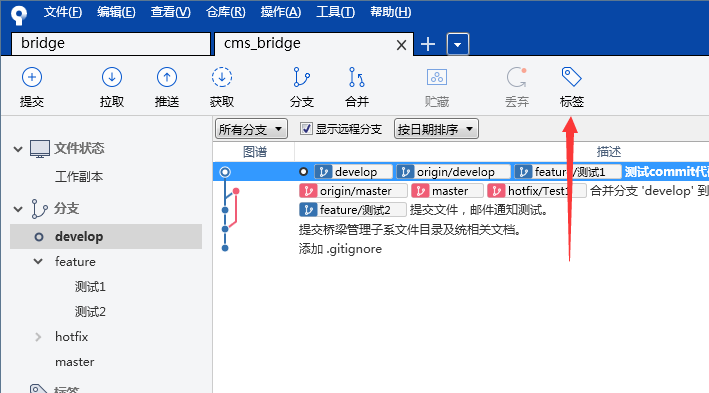 文件(F) 编辑(E) 查看(V) 仓库(R) 操作(A) 工具(T) 帮助(H)
bridge cms_bridge
提交 拉取 推送 获取 分支 合并 贮藏 丢弃 标签
所有分支 显示远程分支 按日期排序
图谱 描述
文件状态
工作副本
分支
develop
feature
测试1
测试2
hotfix
master
标签
develop origin/develop feature/测试1 测试commit代
origin/master master hotfix/Test1 合并分支 'develop' 到
feature/测试2 提交文件，邮件通知测试。
提交桥梁管理子系文件目录及统相关文档。
添加 .gitignore